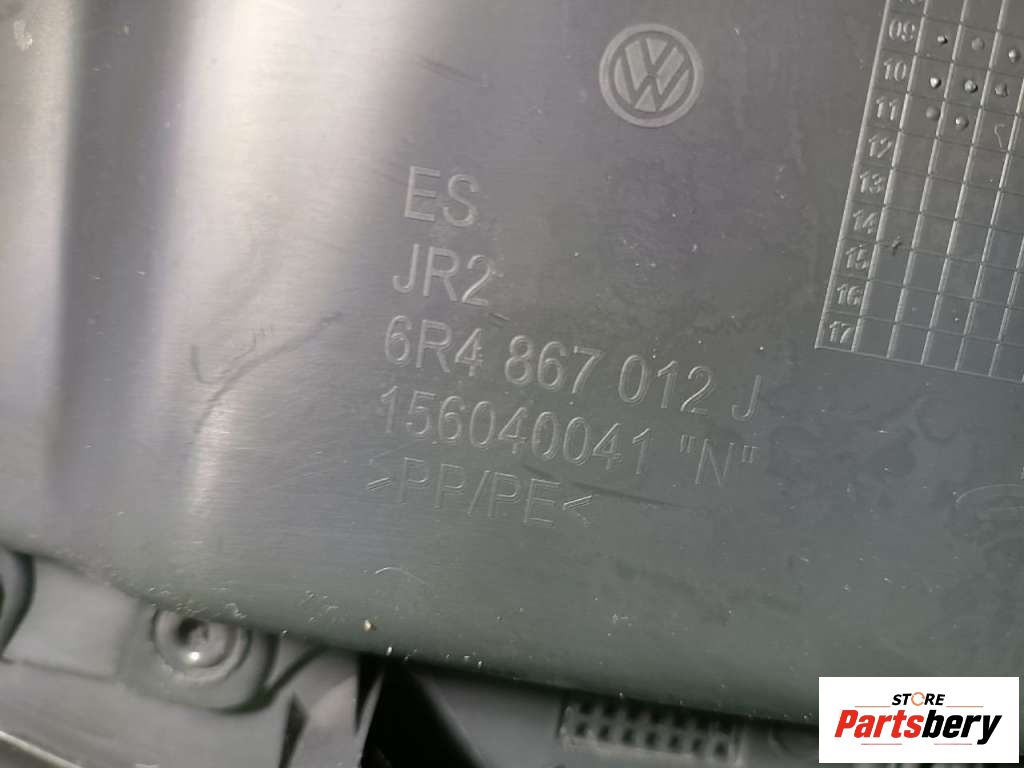 09
10
11
12
13
14
15
16
17
ES
JR2
6R4 867 012 J
156040041 "N"
>PP/PE<
STORE
Partsbery